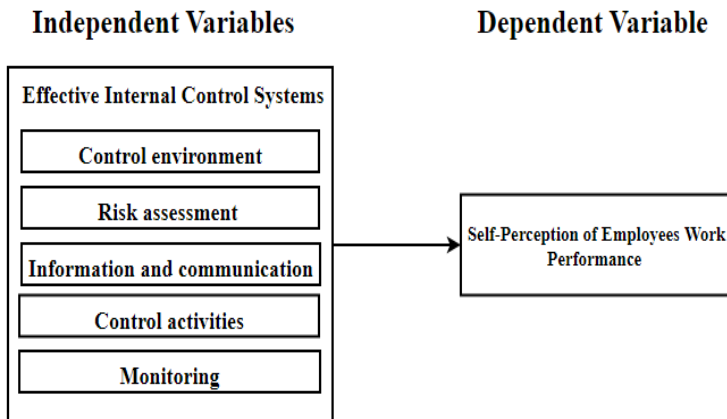 Independent Variables
Dependent Variable
Effective Internal Control Systems
Control environment
Risk assessment
Information and communication
Control activities
Monitoring
Self-Perception of Employees Work
Performance